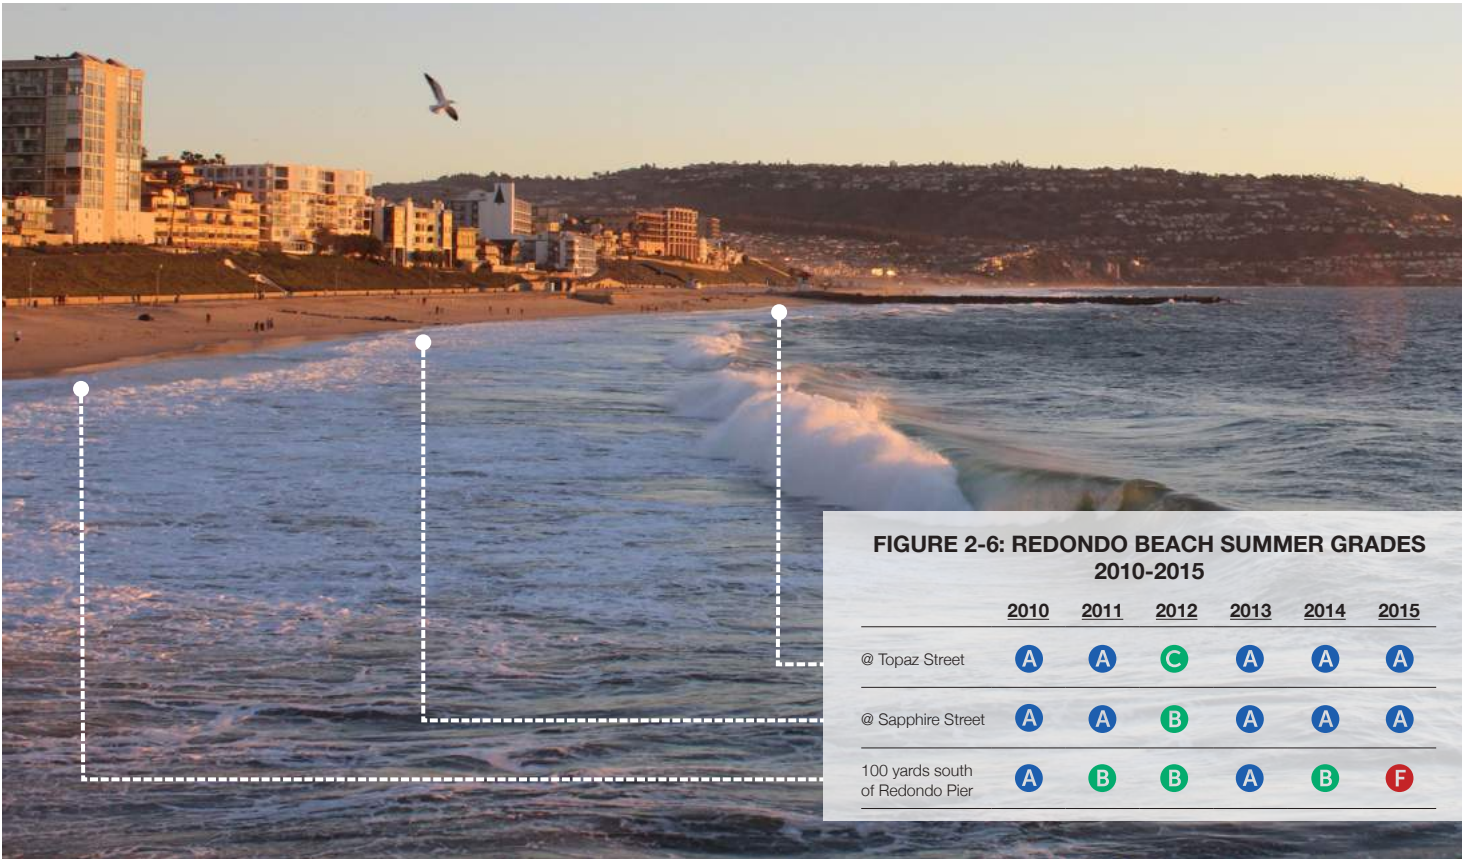 FIGURE 2-6: REDONDO BEACH SUMMER GRADES
2010-2015
2010 2011 2012 2013 2014 2015
@ Topaz Street A A C A A A
@ Sapphire Street A A B A A A
100 yards south
of Redondo Pier A B B A B F